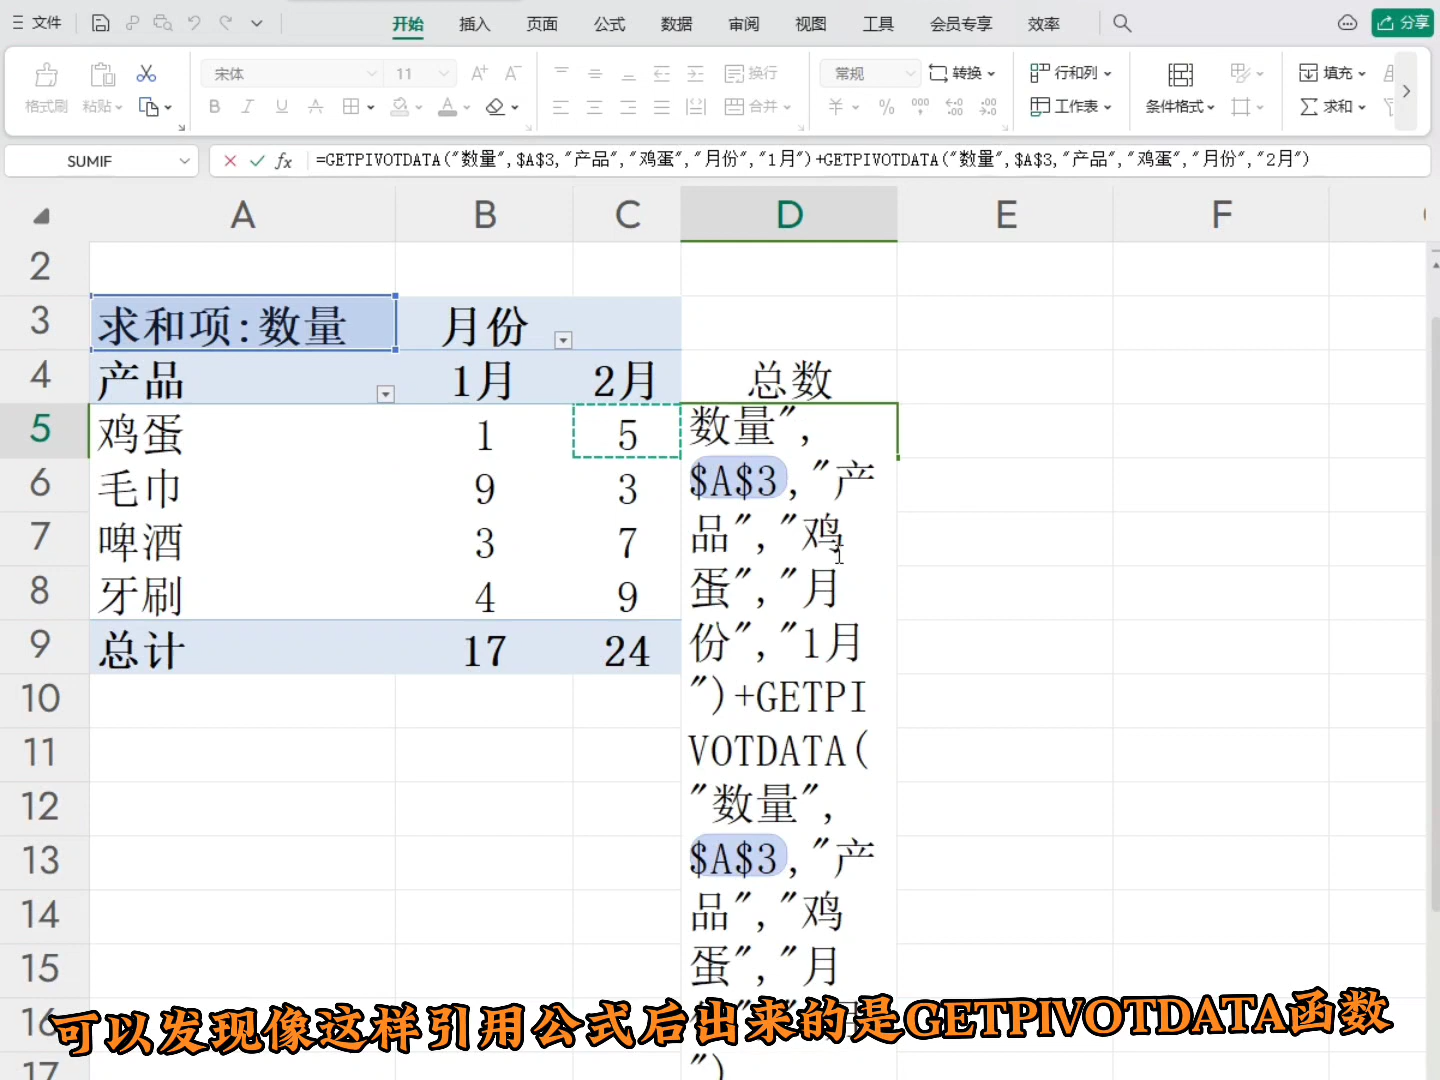 文件
开始 插入 页面 公式 数据 审阅 视图 工具 会员专享 效率
分享
宋体 11 换行 常规 转换 行和列 填充
格式刷 粘贴 B I U A 合并 % 工作表 条件格式 求和
SUMIF fx =GETPIVOTDATA("数量",$A$3,"产品","鸡蛋","月份","1月")+GETPIVOTDATA("数量",$A$3,"产品","鸡蛋","月份","2月")
A B C D E F
2
3 求和项:数量 月份
4 产品 1月 2月 总数
5 鸡蛋 1 5 数量",
6 毛巾 9 3 $A$3,"产
7 啤酒 3 7 品","鸡
8 牙刷 4 9 蛋","月
9 总计 17 24 份","1月
10 ")+GETPI
11 VOTDATA(
12 "数量",
13 $A$3,"产
14 品","鸡
15 蛋","月
16
可以发现像这样引用公式后出来的是GETPIVOTDATA函数
17 ")